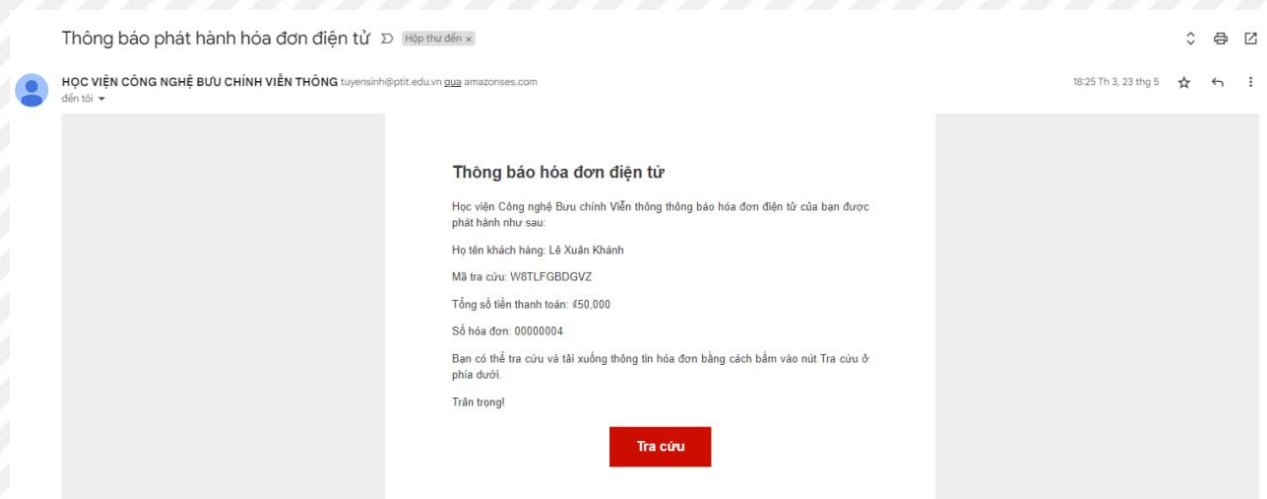 Thông báo phát hành hóa đơn điện tử Hộp thư đến x
HỌC VIỆN CÔNG NGHỆ BƯU CHÍNH VIỄN THÔNG tuyensinh@ptit.edu.vn qua amazonses.com 18:25 Th 3, 23 thg 5
đến tôi
Thông báo hóa đơn điện tử
Học viện Công nghệ Bưu chính Viễn thông thông báo hóa đơn điện tử của bạn được
phát hành như sau:
Họ tên khách hàng: Lê Xuân Khánh
Mã tra cứu: W8TLFGBDGVZ
Tổng số tiền thanh toán: ₫50,000
Số hóa đơn: 00000004
Bạn có thể tra cứu và tải xuống thông tin hóa đơn bằng cách bấm vào nút Tra cứu ở
phía dưới.
Trân trọng!
Tra cứu